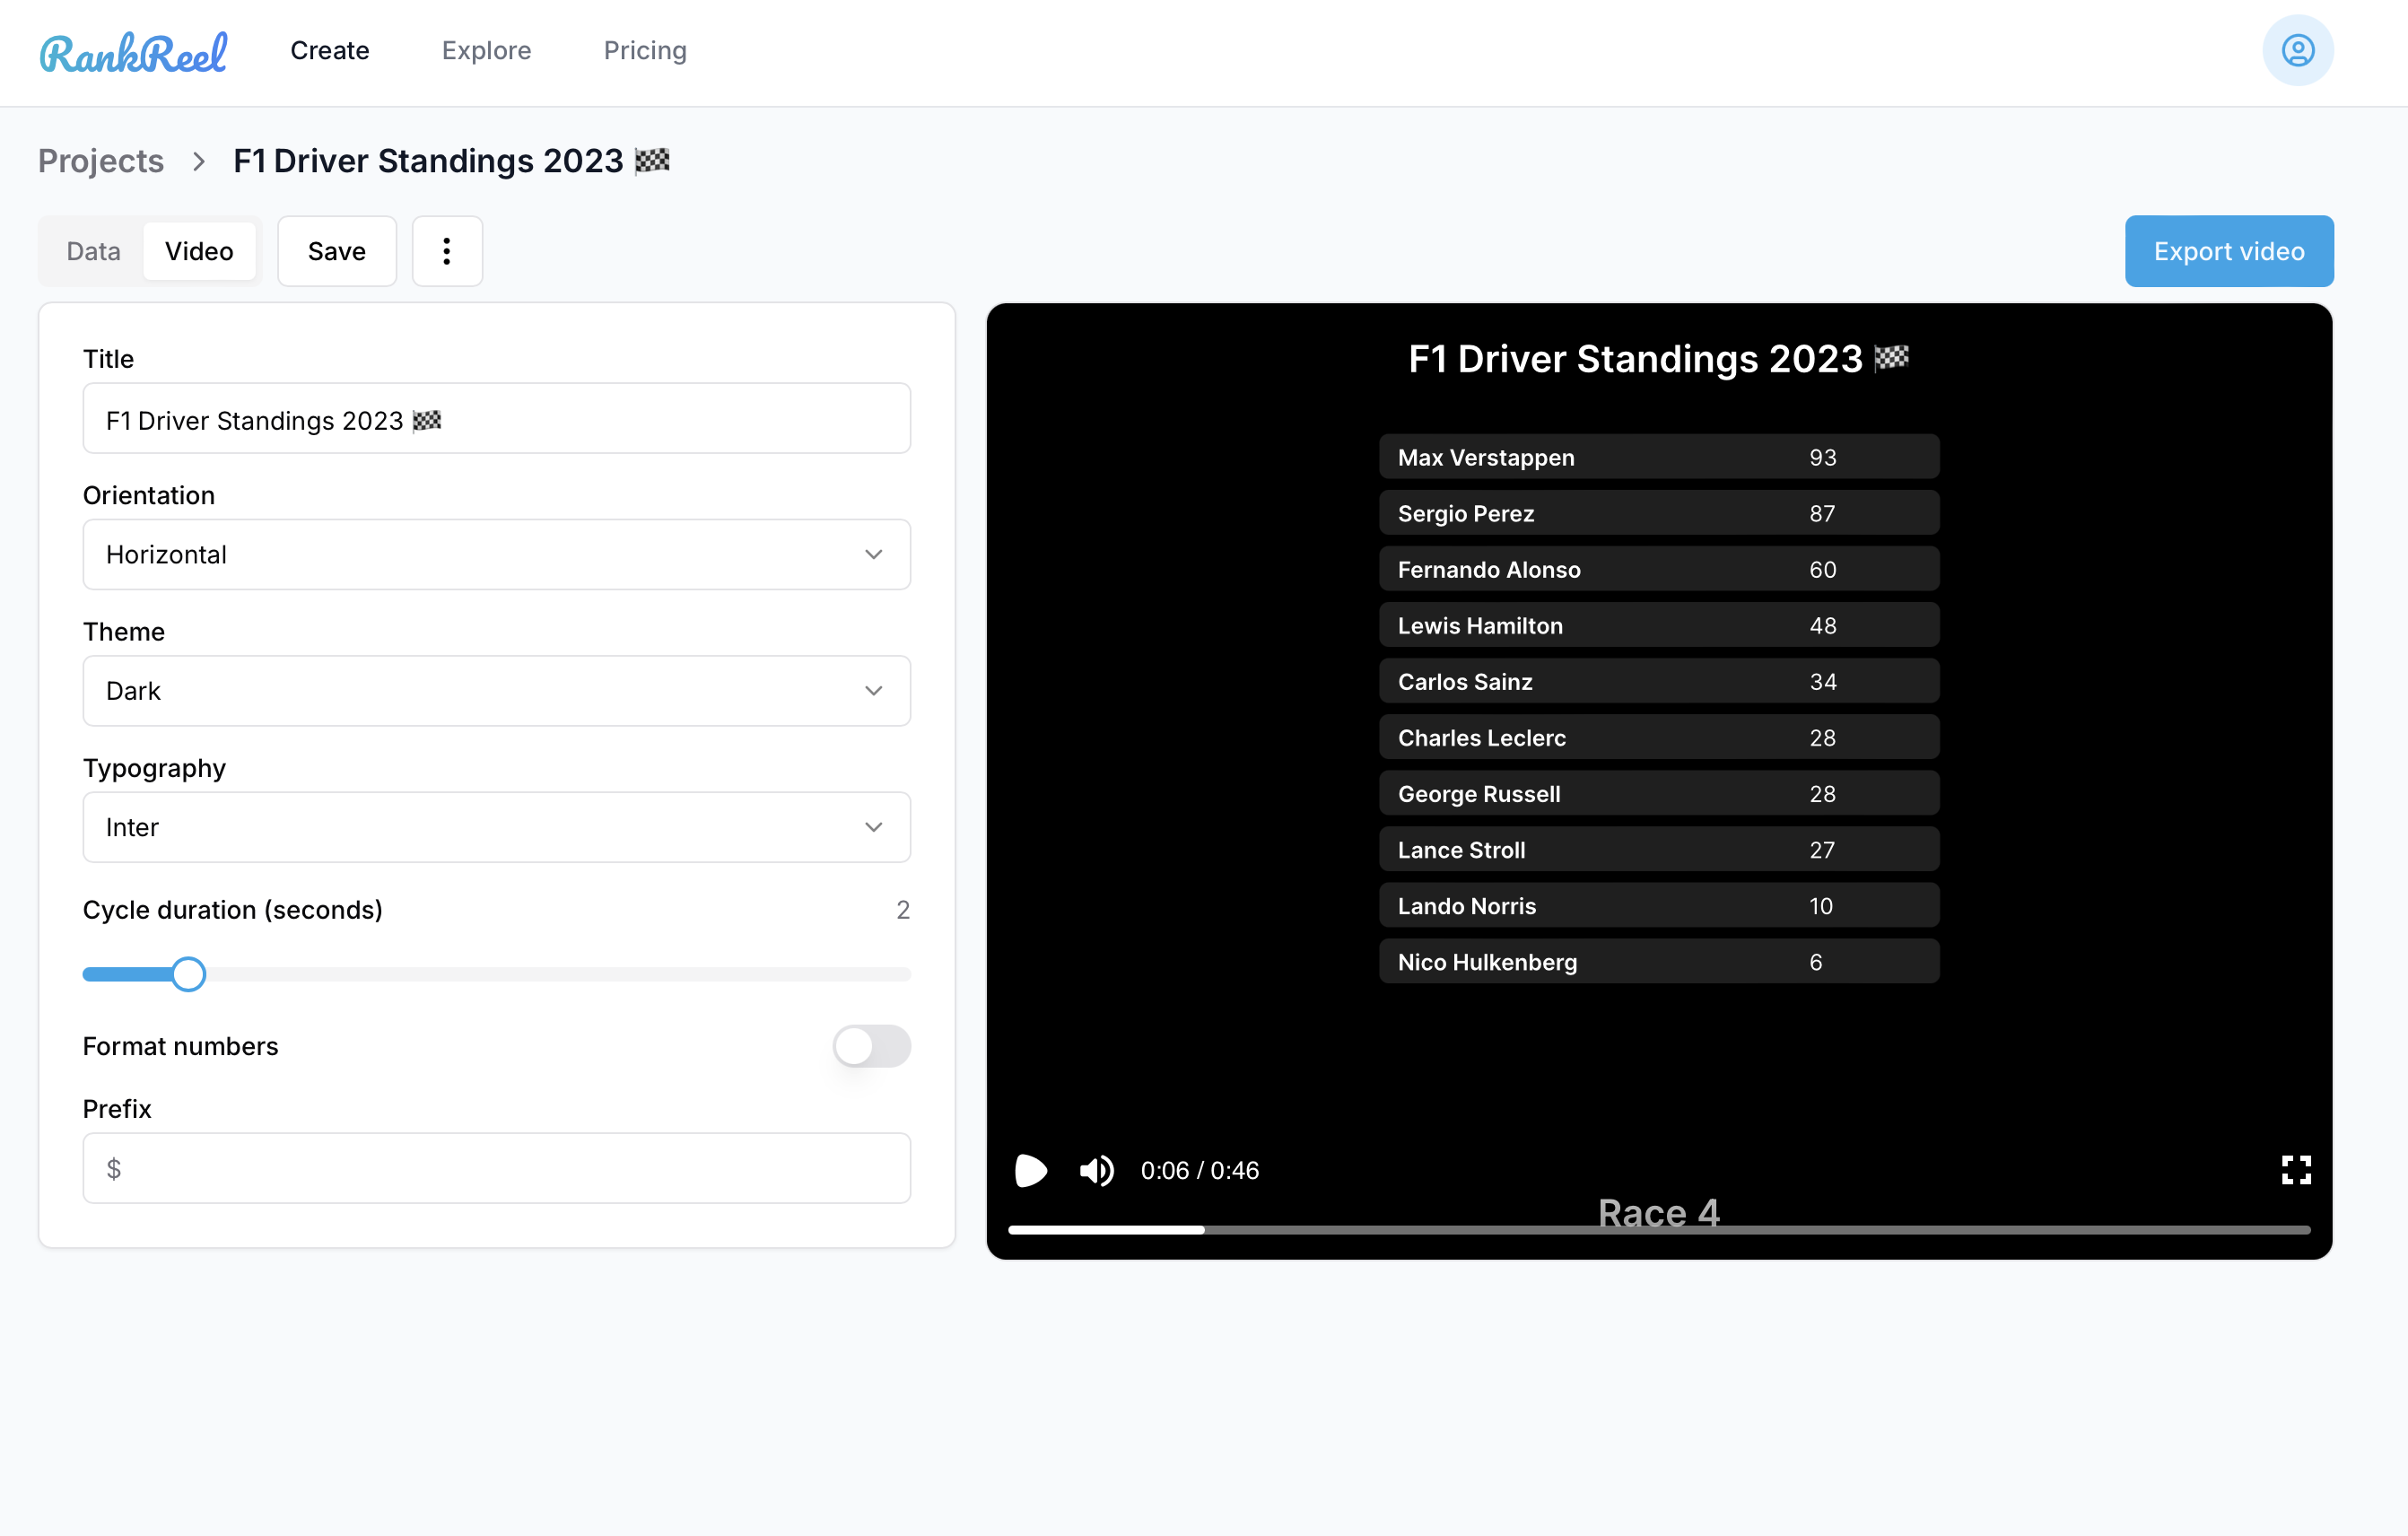 RankReel Create Explore Pricing
Projects > F1 Driver Standings 2023 🏁
Data Video Save Export video
Title
F1 Driver Standings 2023 🏁
Orientation
Horizontal
Theme
Dark
Typography
Inter
Cycle duration (seconds) 2
Format numbers
Prefix
$
F1 Driver Standings 2023 🏁
Max Verstappen 93
Sergio Perez 87
Fernando Alonso 60
Lewis Hamilton 48
Carlos Sainz 34
Charles Leclerc 28
George Russell 28
Lance Stroll 27
Lando Norris 10
Nico Hulkenberg 6
0:06 / 0:46
Race 4